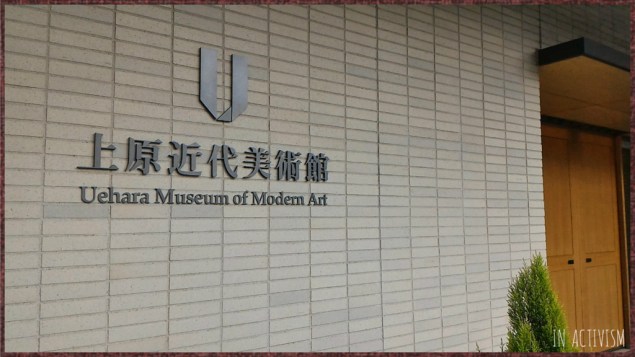 U
上原近代美術館
Uehara Museum of Modern Art
IN ACTIVISM